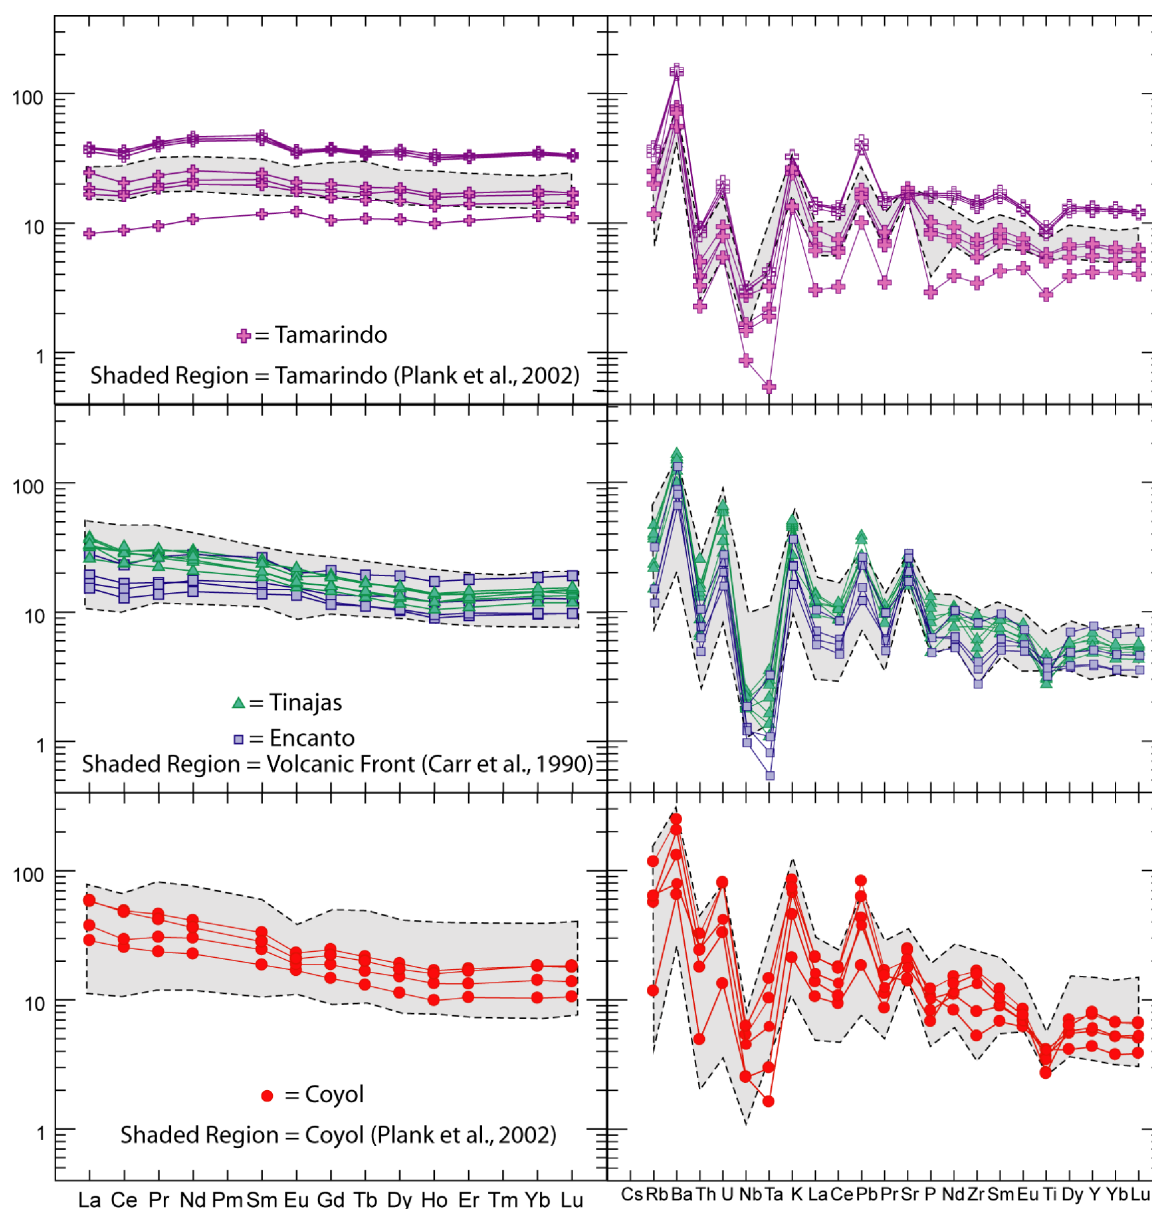 100
10
1
= Tamarindo
Shaded Region = Tamarindo (Plank et al., 2002)
100
10
1
= Tinajas
= Encanto
Shaded Region = Volcanic Front (Carr et al., 1990)
100
10
1
= Coyol
Shaded Region = Coyol (Plank et al., 2002)
La Ce Pr Nd Pm Sm Eu Gd Tb Dy Ho Er Tm Yb Lu
Cs Rb Ba Th U Nb Ta K La Ce Pb Pr Sr P Nd Zr Sm Eu Ti Dy Y Yb Lu